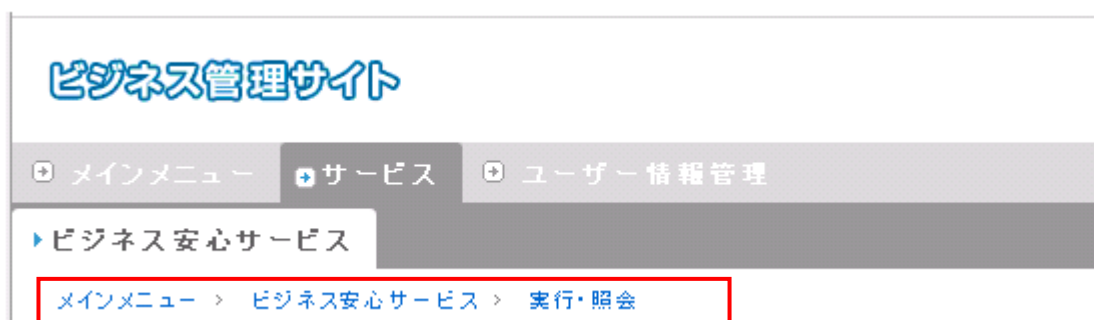 ビジネス管理サイト
メインメニュー サービス ユーザー情報管理
ビジネス安心サービス
メインメニュー > ビジネス安心サービス > 実行・照会